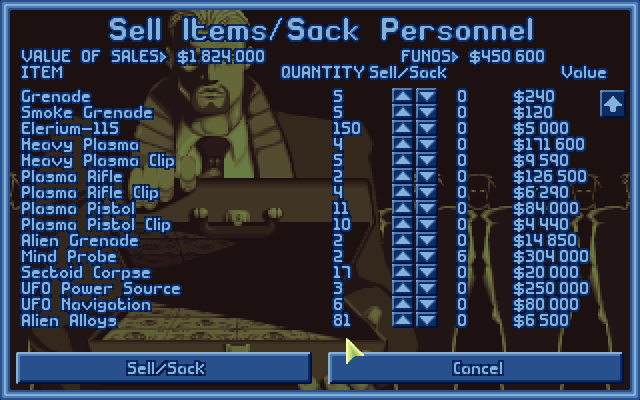 Sell Items/Sack Personnel
VALUE OF SALES> $1 824 000 FUNDS> $450 600
ITEM QUANTITY Sell/Sack Value
Grenade 5 0 $240
Smoke Grenade 5 0 $120
Elerium-115 150 0 $5 000
Heavy Plasma 4 0 $171 600
Heavy Plasma Clip 5 0 $9 590
Plasma Rifle 2 0 $126 500
Plasma Rifle Clip 4 0 $6 290
Plasma Pistol 11 0 $84 000
Plasma Pistol Clip 10 0 $4 440
Alien Grenade 2 0 $14 850
Mind Probe 2 6 $304 000
Sectoid Corpse 17 0 $20 000
UFO Power Source 3 0 $250 000
UFO Navigation 6 0 $80 000
Alien Alloys 81 0 $6 500
Sell/Sack Cancel